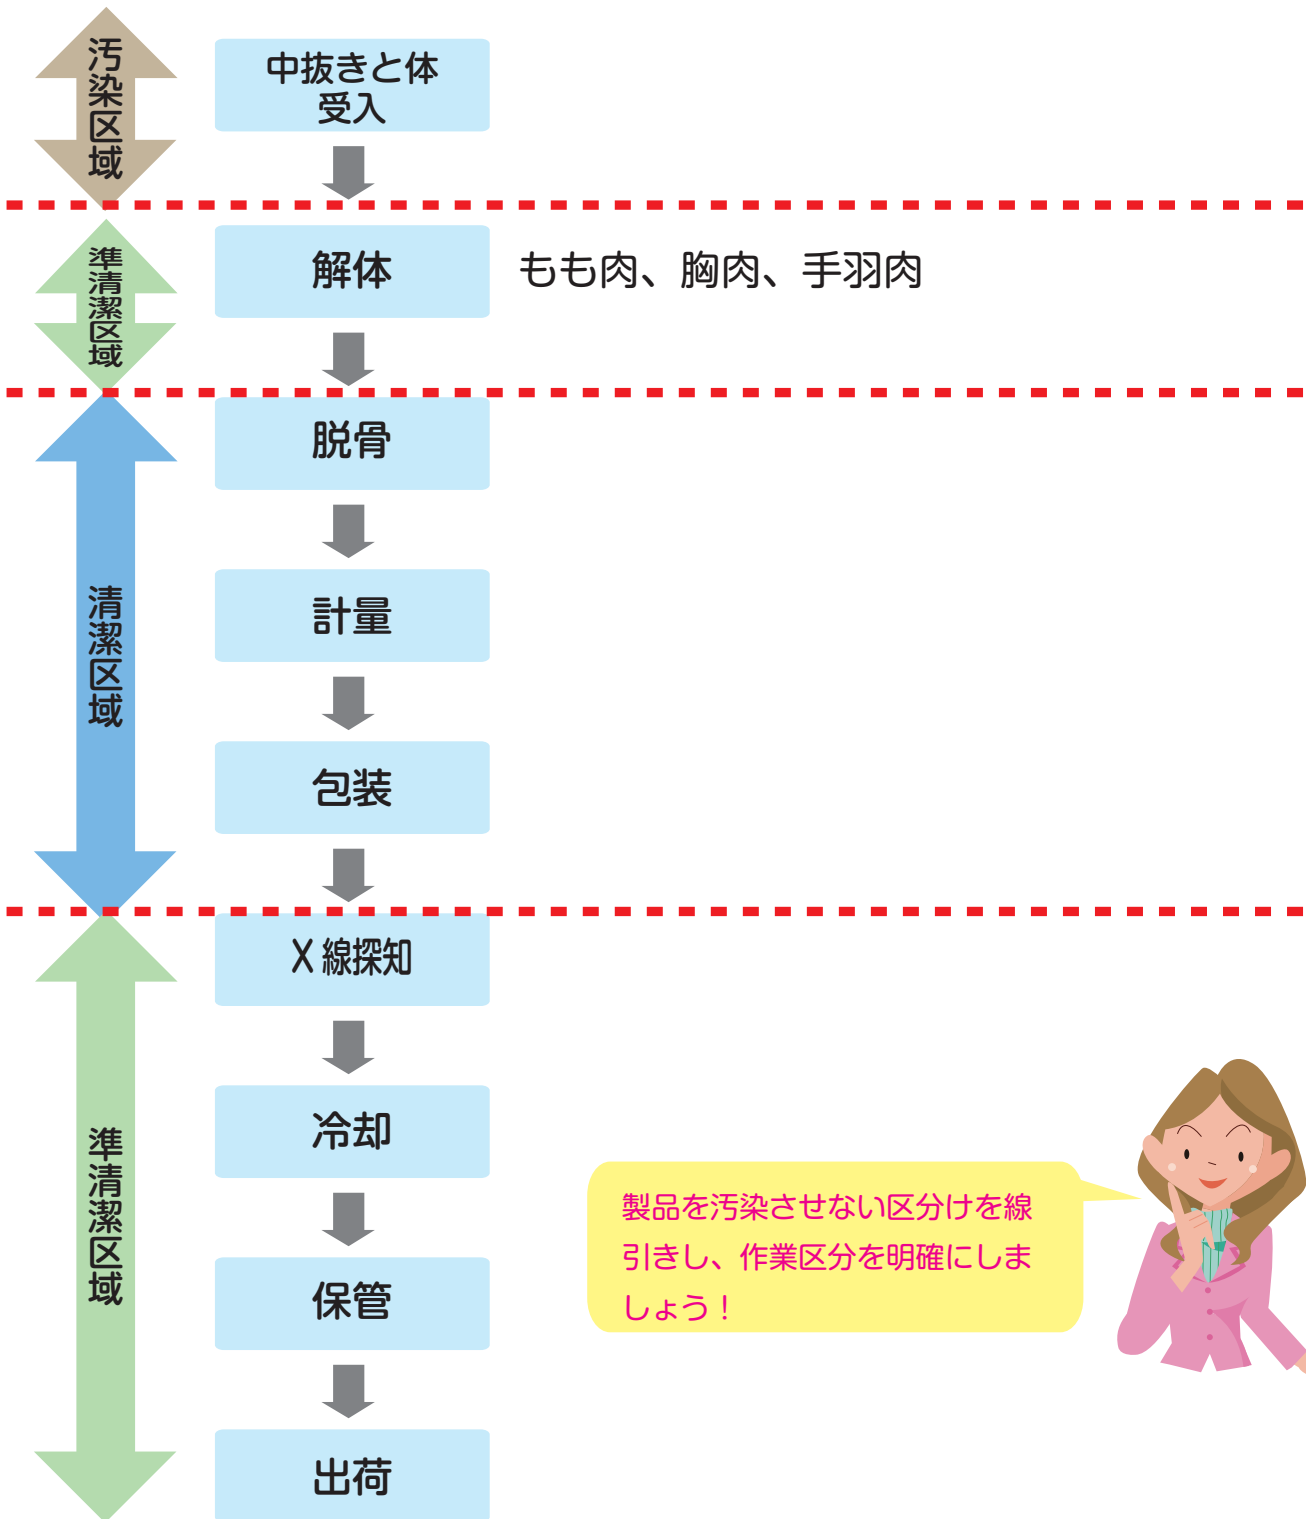 汚染区域
中抜きと体
受入
準清潔区域
解体
もも肉、胸肉、手羽肉
清潔区域
脱骨
計量
包装
準清潔区域
X 線探知
冷却
保管
出荷
製品を汚染させない区分けを線
引きし、作業区分を明確にしま
しょう！